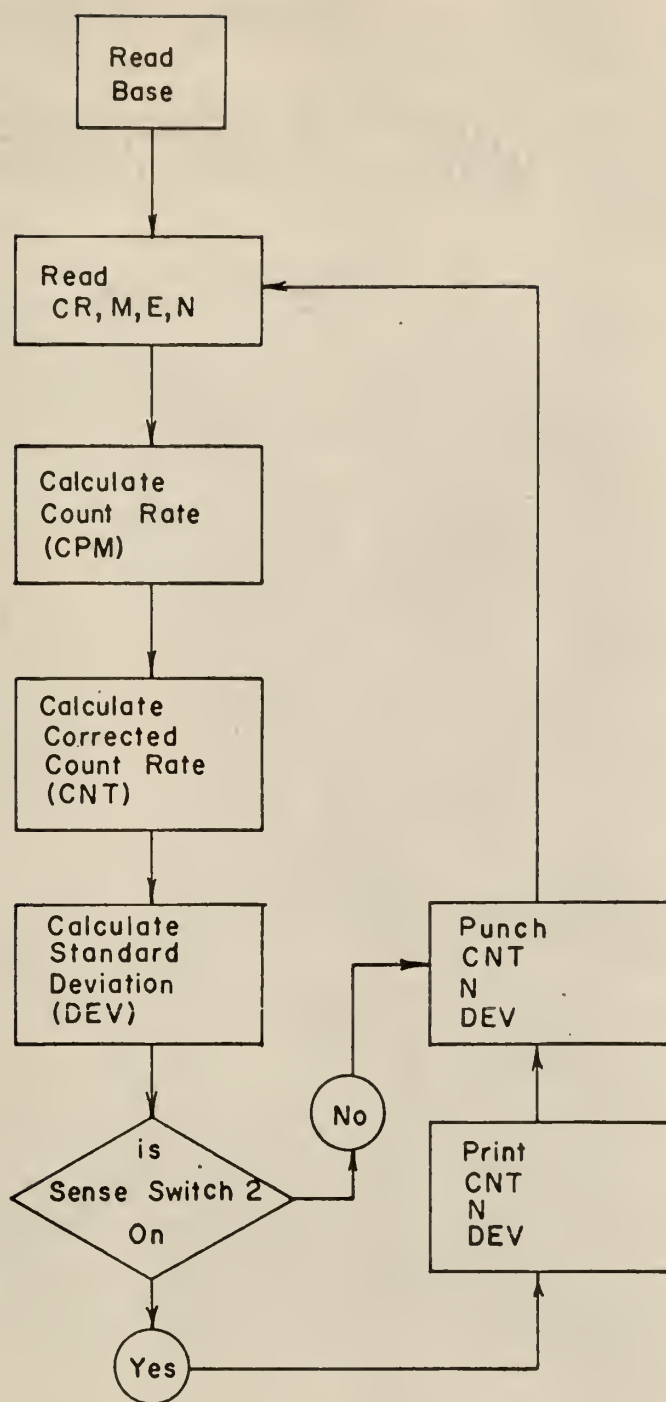 Read
Base
Read
CR, M, E, N
Calculate
Count Rate
(CPM)
Calculate
Corrected
Count Rate
(CNT)
Calculate
Standard
Deviation
(DEV)
is
Sense Switch 2
On
No
Yes
Punch
CNT
N
DEV
Print
CNT
N
DEV